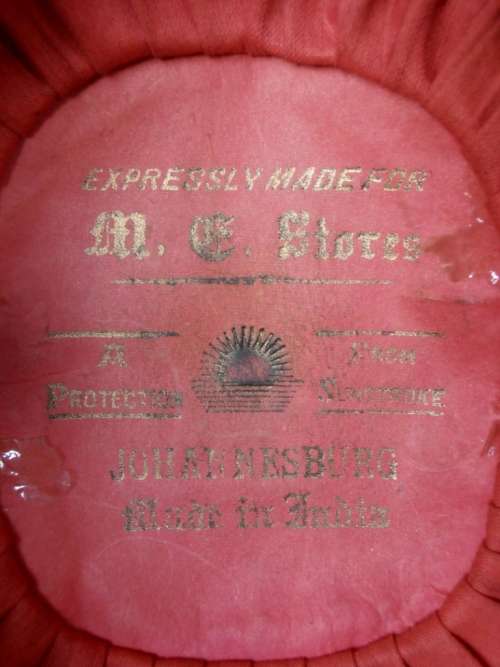 EXPRESSLY MADE FOR
M. E. Stores
A PROTECTION
FROM SUNSTROKE
JOHANNESBURG
Made in India